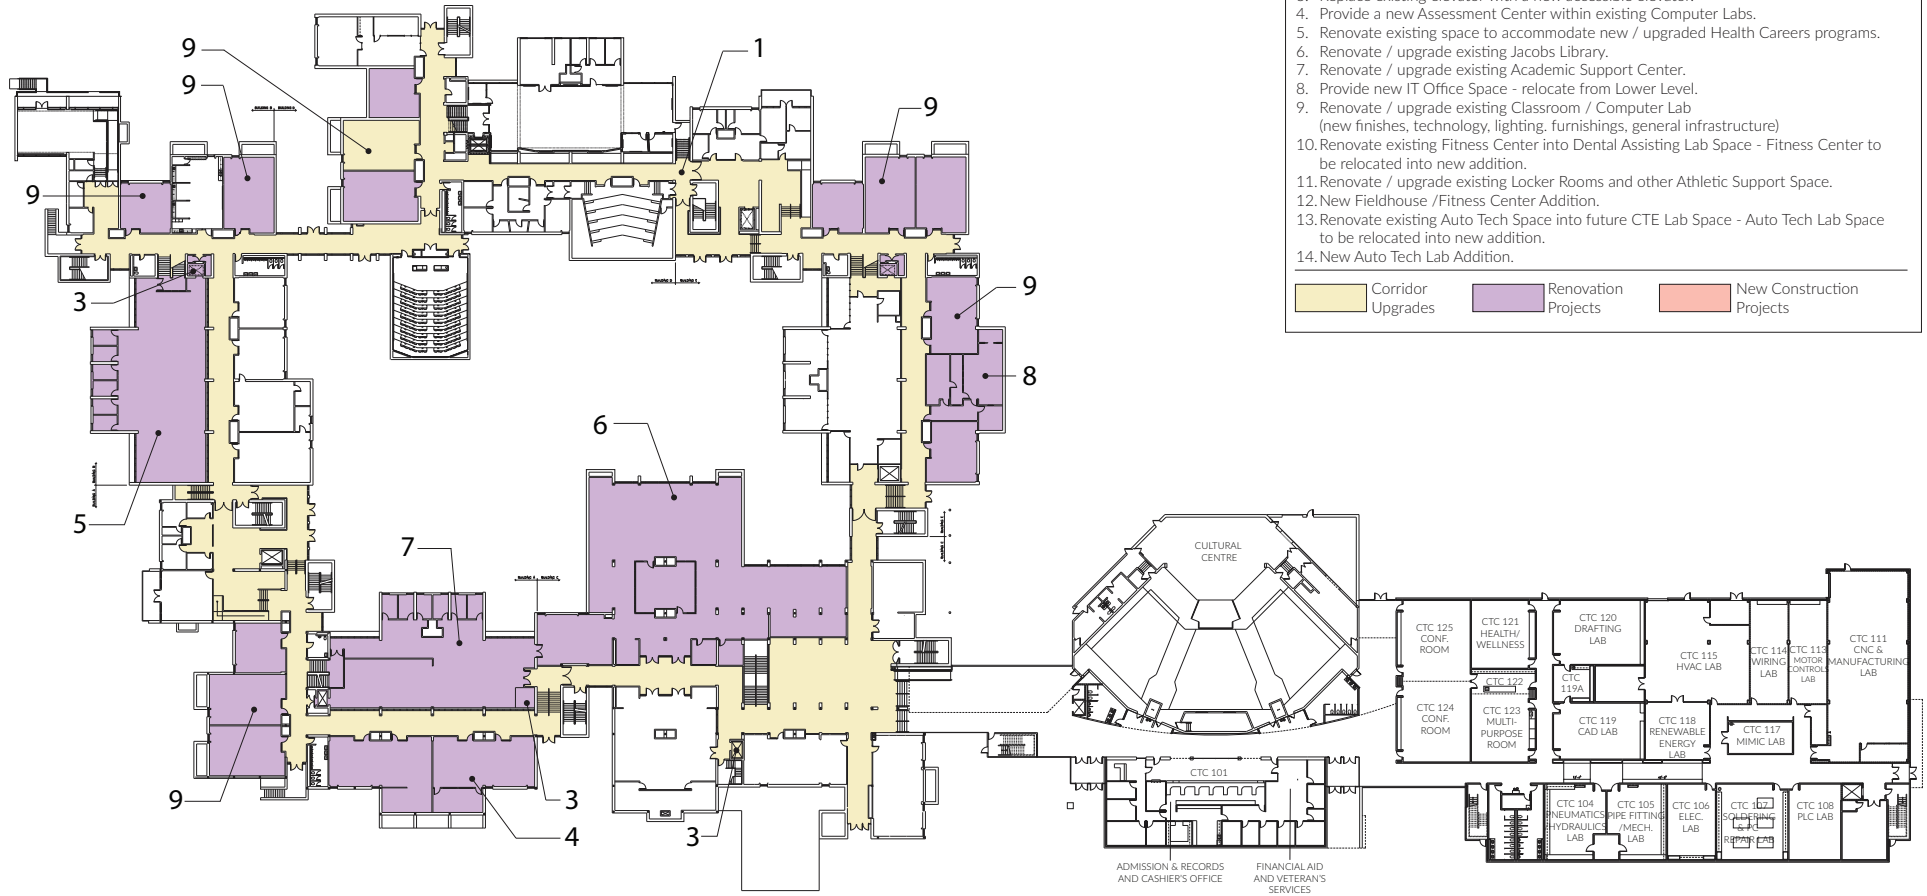 3. Replace existing elevator with a new accessible elevator.
4. Provide a new Assessment Center within existing Computer Labs.
5. Renovate existing space to accommodate new / upgraded Health Careers programs.
6. Renovate / upgrade existing Jacobs Library.
7. Renovate / upgrade existing Academic Support Center.
8. Provide new IT Office Space - relocate from Lower Level.
9. Renovate / upgrade existing Classroom / Computer Lab
(new finishes, technology, lighting. furnishings, general infrastructure)
10. Renovate existing Fitness Center into Dental Assisting Lab Space - Fitness Center to
be relocated into new addition.
11. Renovate / upgrade existing Locker Rooms and other Athletic Support Space.
12. New Fieldhouse /Fitness Center Addition.
13. Renovate existing Auto Tech Space into future CTE Lab Space - Auto Tech Lab Space
to be relocated into new addition.
14. New Auto Tech Lab Addition.
Corridor
Upgrades
Renovation
Projects
New Construction
Projects
9
9
9
9
1
9
3
9
8
5
6
7
9
9
3
4
3
CULTURAL
CENTRE
CTC 125
CONF.
ROOM
CTC 121
HEALTH/
WELLNESS
CTC 120
DRAFTING
LAB
CTC 115
HVAC LAB
CTC 114
WIRING
LAB
CTC 113
MOTOR
CONTROLS
LAB
CTC 111
CNC &
MANUFACTURING
LAB
CTC 122
CTC
119A
CTC 124
CONF.
ROOM
CTC 123
MULTI-
PURPOSE
ROOM
CTC 119
CAD LAB
CTC 118
RENEWABLE
ENERGY
LAB
CTC 117
MIMIC LAB
CTC 101
CTC 104
PNEUMATICS
HYDRAULICS
LAB
CTC 105
PIPE FITTING
/MECH.
LAB
CTC 106
ELEC.
LAB
CTC 107
SOLDERING
& PC
REPAIR LAB
CTC 108
PLC LAB
ADMISSION & RECORDS
AND CASHIER'S OFFICE
FINANCIAL AID
AND VETERAN'S
SERVICES